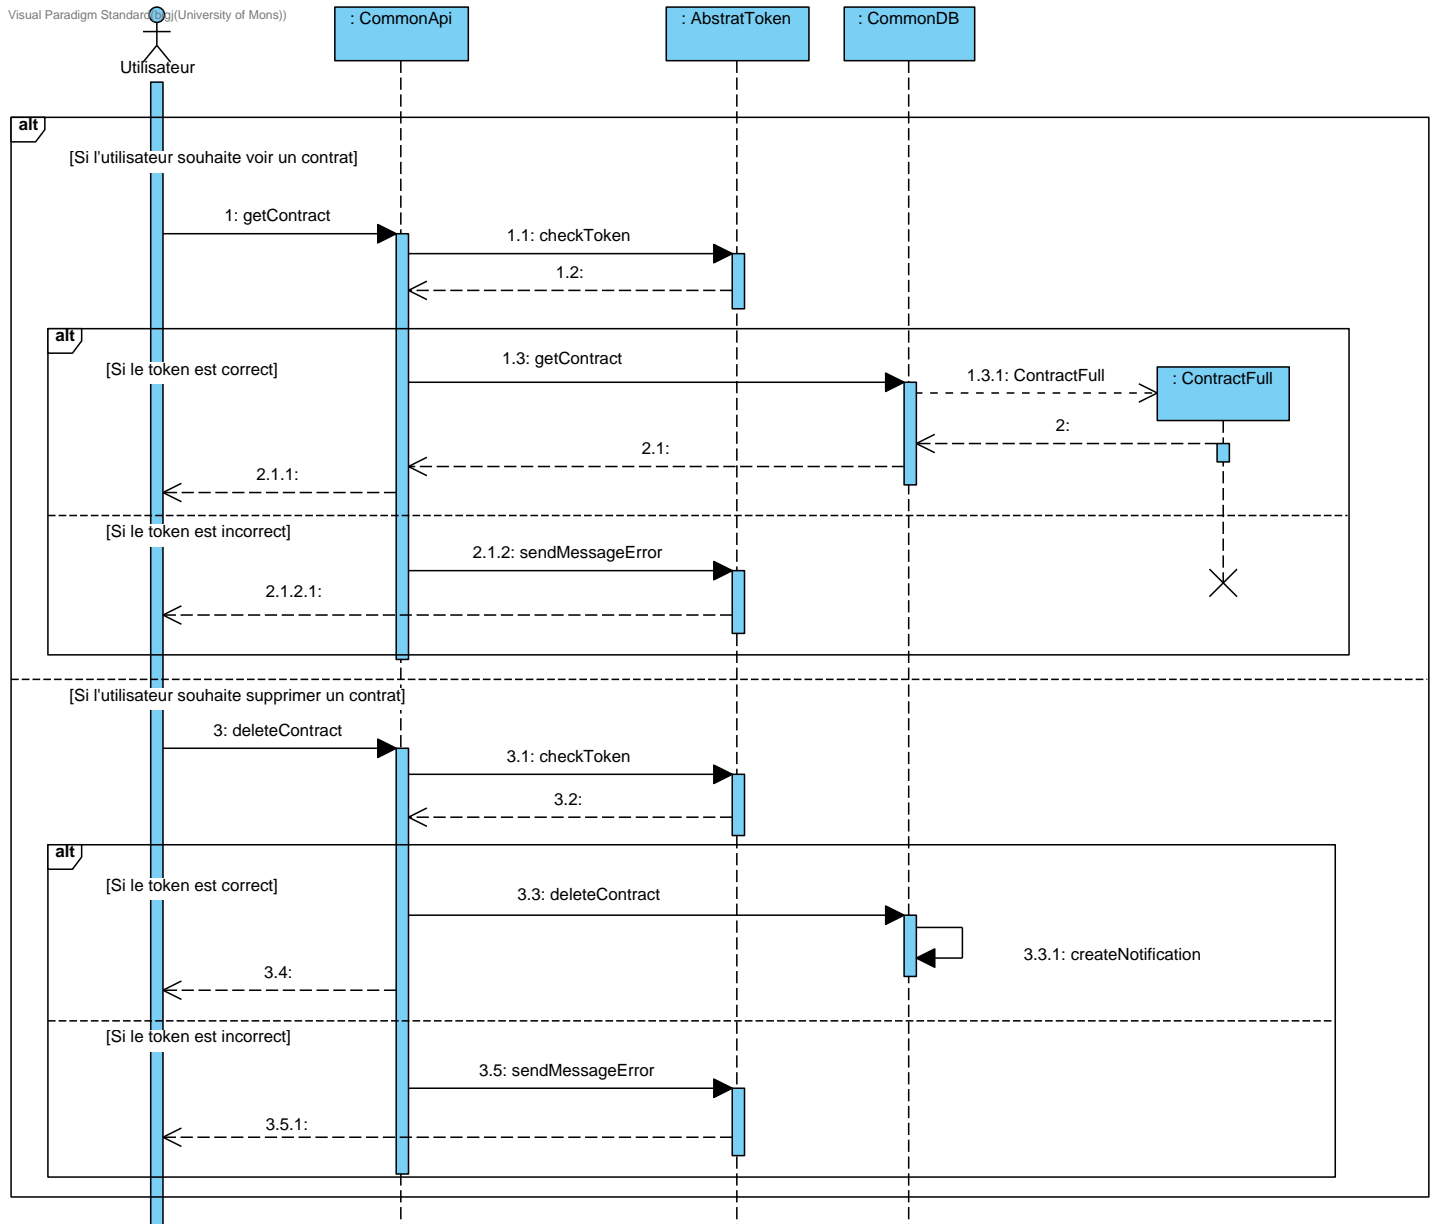 Visual Paradigm Standard(bgj(University of Mons))
Utilisateur
: CommonApi
: AbstratToken
: CommonDB
alt
[Si l'utilisateur souhaite voir un contrat]
1: getContract
1.1: checkToken
1.2:
alt
[Si le token est correct]
1.3: getContract
1.3.1: ContractFull
: ContractFull
2:
2.1:
2.1.1:
[Si le token est incorrect]
2.1.2: sendMessageError
2.1.2.1:
[Si l'utilisateur souhaite supprimer un contrat]
3: deleteContract
3.1: checkToken
3.2:
alt
[Si le token est correct]
3.3: deleteContract
3.3.1: createNotification
3.4:
[Si le token est incorrect]
3.5: sendMessageError
3.5.1: